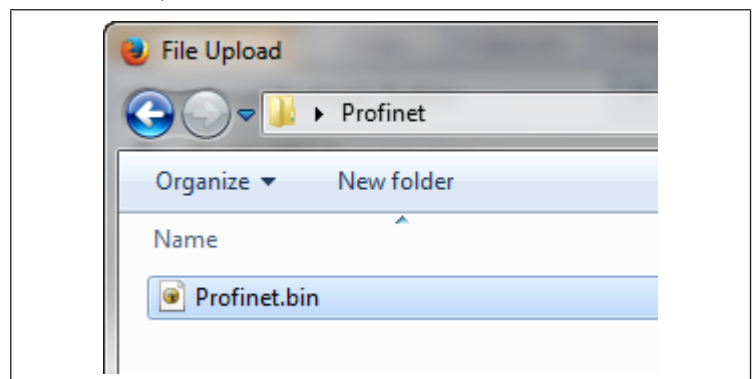 File Upload
Profinet
Organize New folder
Name
Profinet.bin